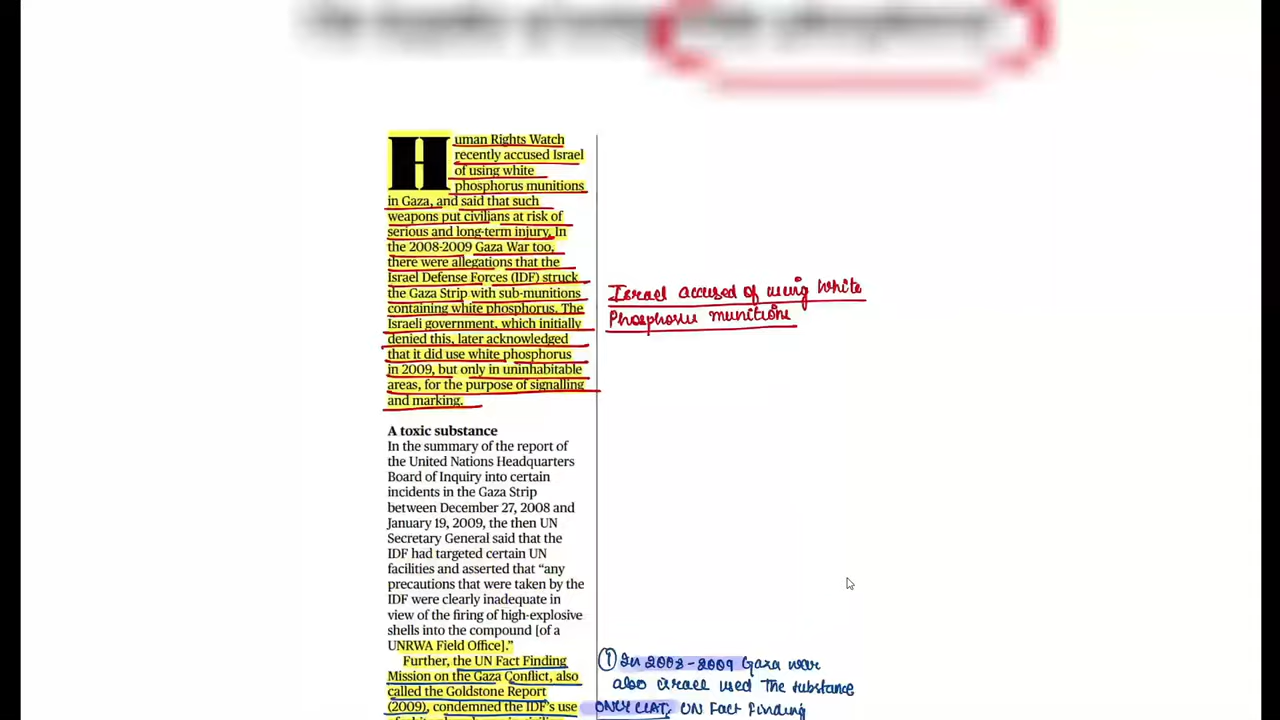 Human Rights Watch
recently accused Israel
of using white
phosphorus munitions
in Gaza, and said that such
weapons put civilians at risk of
serious and long-term injury. In
the 2008-2009 Gaza War too,
there were allegations that the
Israel Defense Forces (IDF) struck
the Gaza Strip with sub-munitions
containing white phosphorus. The
Israeli government, which initially
denied this, later acknowledged
that it did use white phosphorus
in 2009, but only in uninhabitable
areas, for the purpose of signalling
and marking.
Israel accused of using White
Phosphorus munitions
A toxic substance
In the summary of the report of
the United Nations Headquarters
Board of Inquiry into certain
incidents in the Gaza Strip
between December 27, 2008 and
January 19, 2009, the then UN
Secretary General said that the
IDF had targeted certain UN
facilities and asserted that “any
precautions that were taken by the
IDF were clearly inadequate in
view of the firing of high-explosive
shells into the compound [of a
UNRWA Field Office].”
Further, the UN Fact Finding
Mission on the Gaza Conflict, also
called the Goldstone Report
(2009), condemned the IDF’s use
① In 2008-2009 Gaza war
also israel used the substance
UN Fact Finding